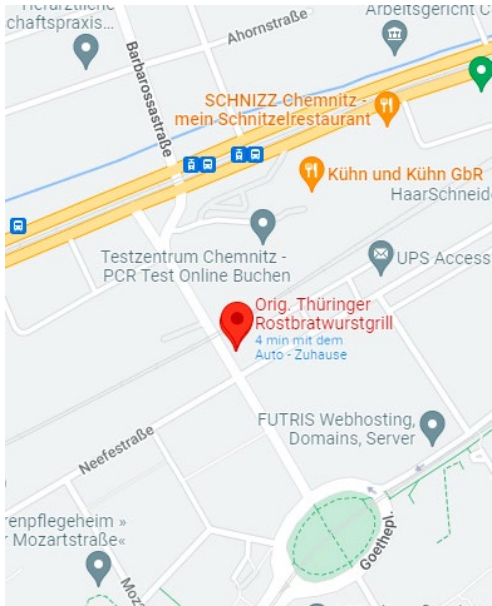 Tierärztliche
chaftspraxis...
Ahornstraße
Arbeitsgericht C
Barbarossastraße
SCHNIZZ Chemnitz -
mein Schnitzelrestaurant
Kühn und Kühn GbR
HaarSchneid
Testzentrum Chemnitz -
PCR Test Online Buchen
UPS Access
Orig. Thüringer
Rostbratwurstgrill
4 min mit dem
Auto - Zuhause
FUTRIS Webhosting,
Domains, Server
Neefestraße
enpflegeheim »
Mozartstraße«
Goethepl.
Moz